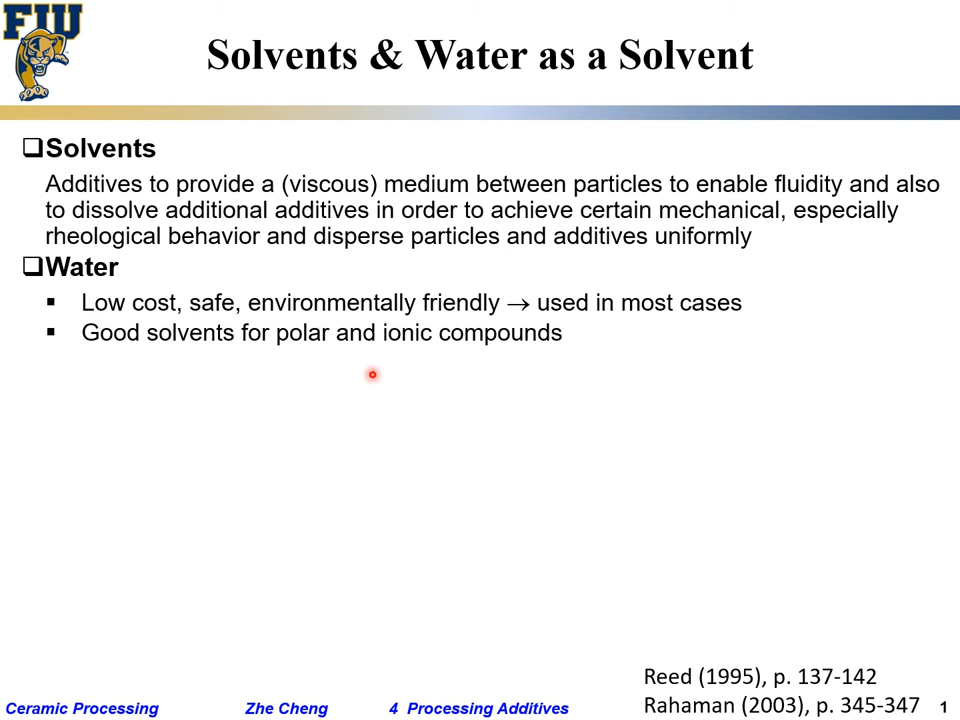 FIU
Solvents & Water as a Solvent
❑Solvents
Additives to provide a (viscous) medium between particles to enable fluidity and also
to dissolve additional additives in order to achieve certain mechanical, especially
rheological behavior and disperse particles and additives uniformly
❑Water
▪ Low cost, safe, environmentally friendly → used in most cases
▪ Good solvents for polar and ionic compounds
Reed (1995), p. 137-142
Rahaman (2003), p. 345-347
Ceramic Processing Zhe Cheng 4 Processing Additives 1